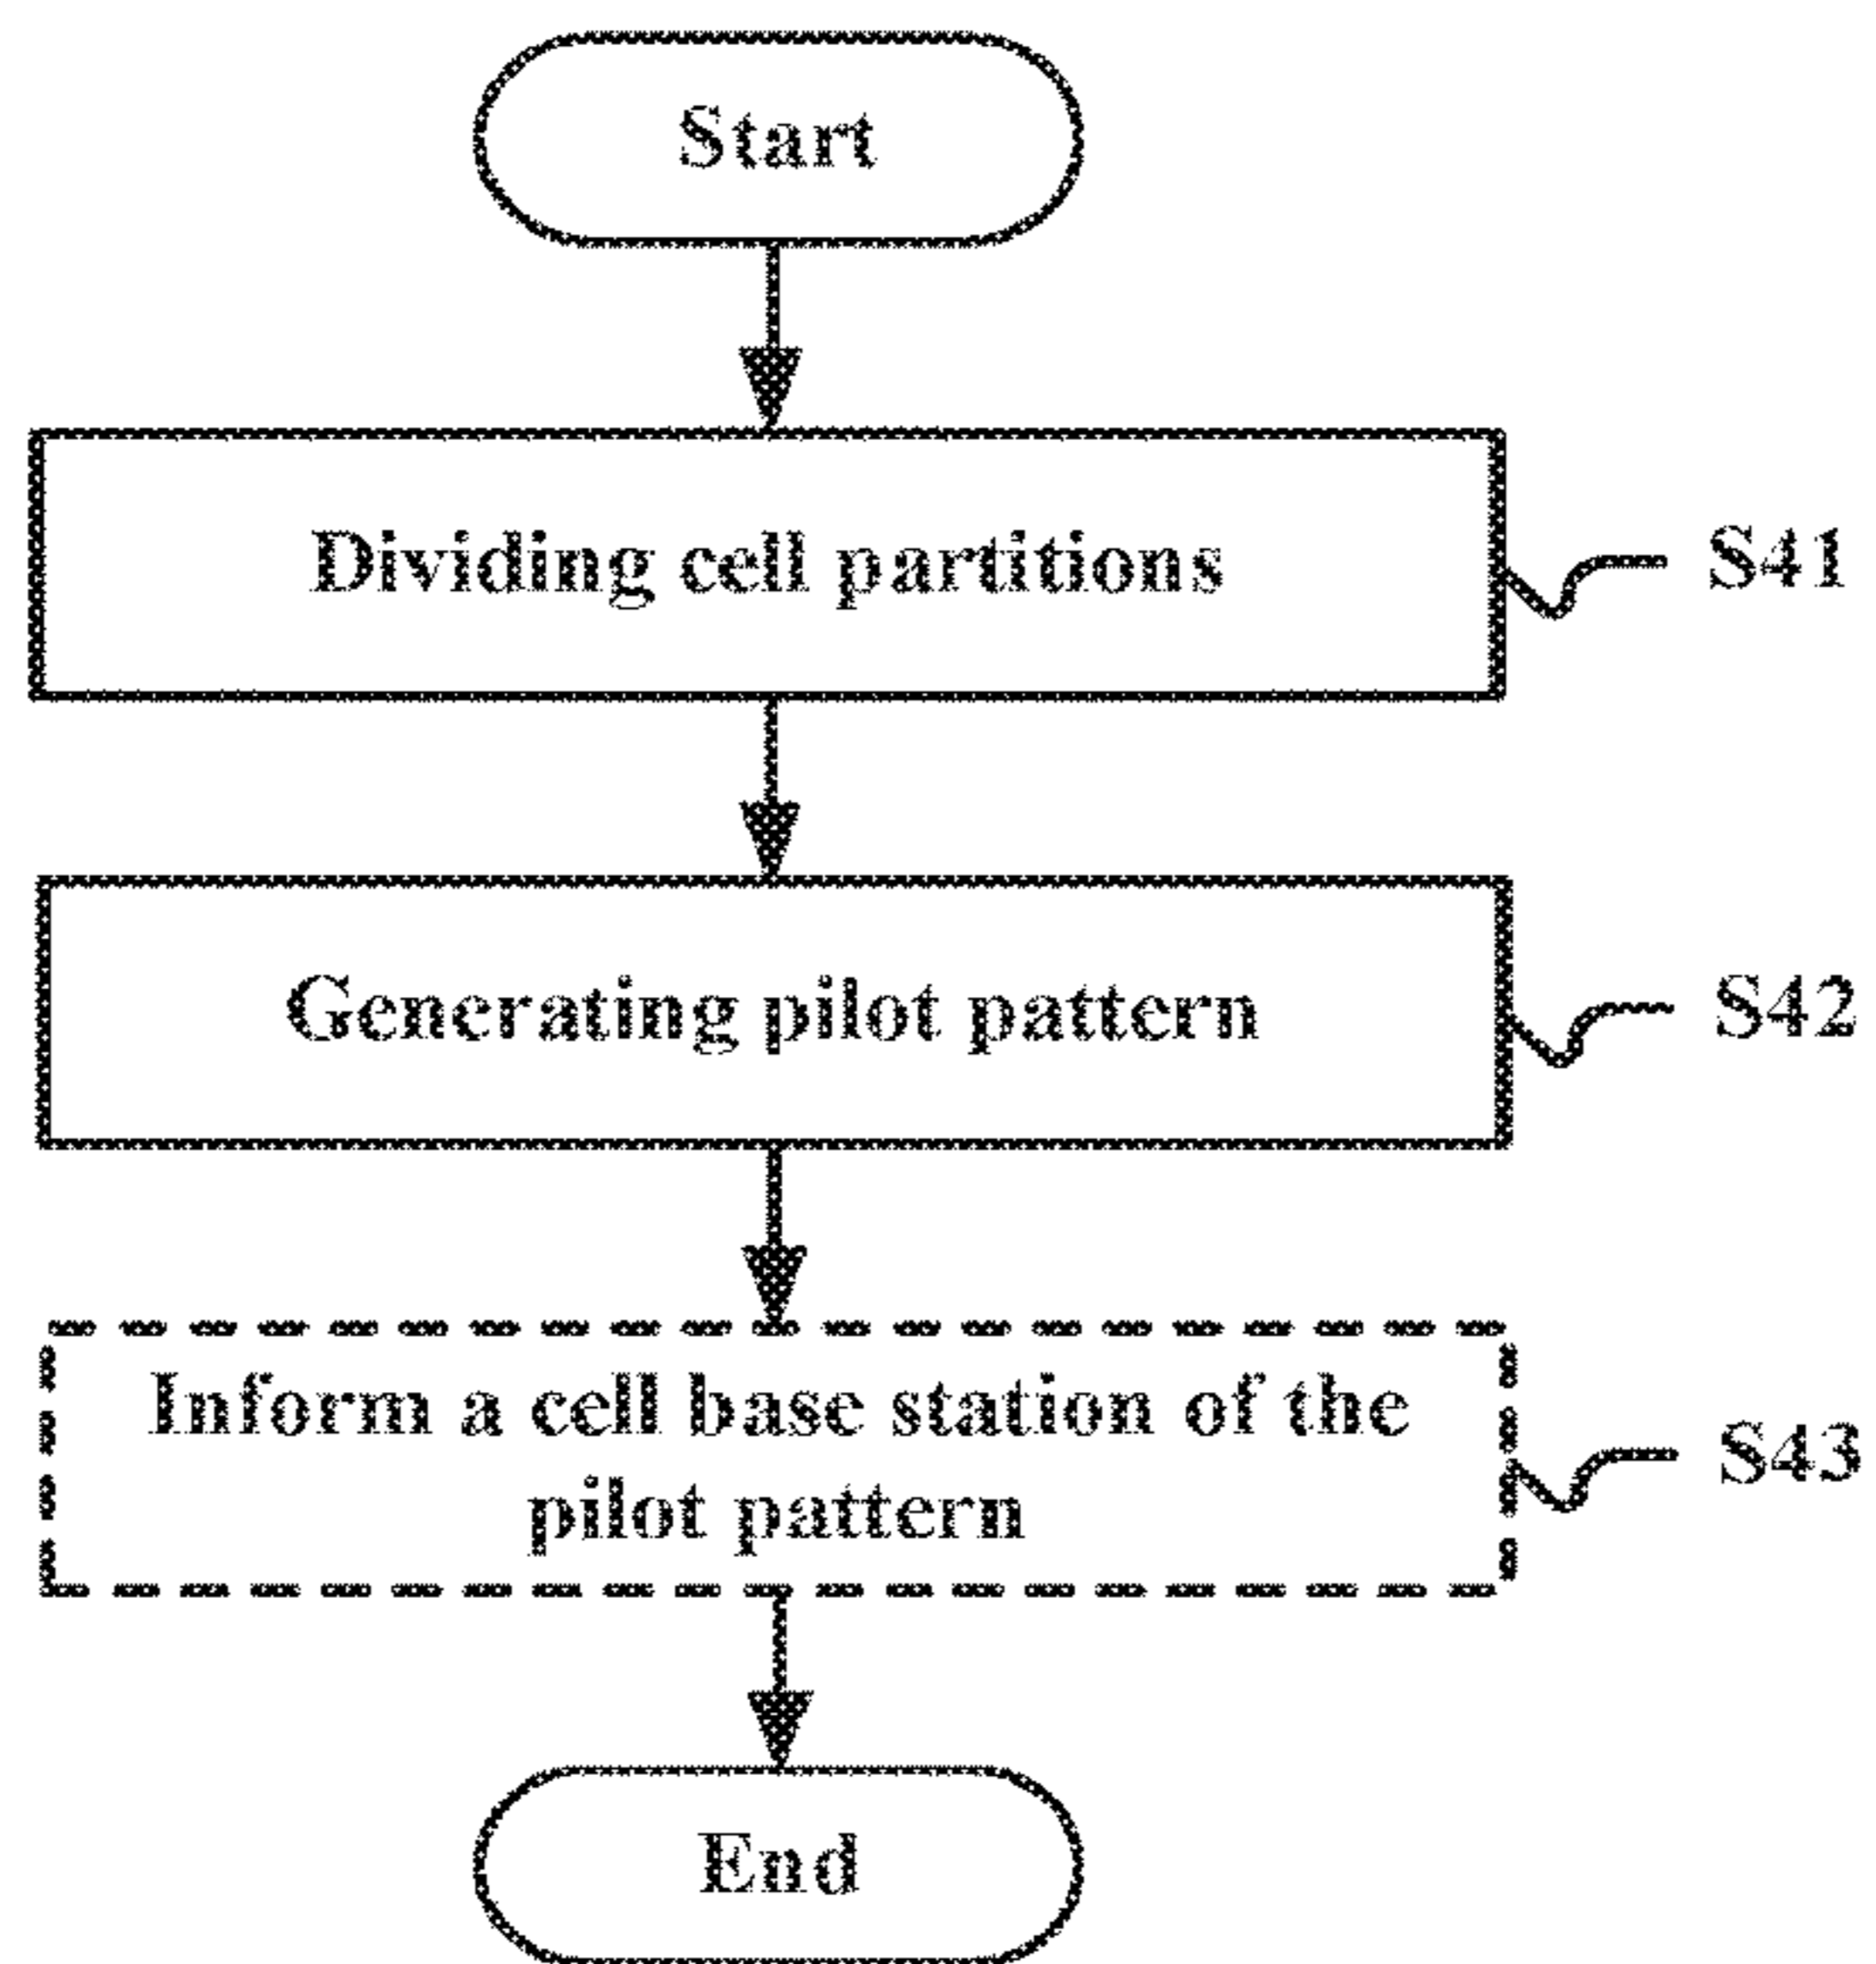 Start
Dividing cell partitions
S41
Generating pilot pattern
S42
Inform a cell base station of the
pilot pattern
S43
End